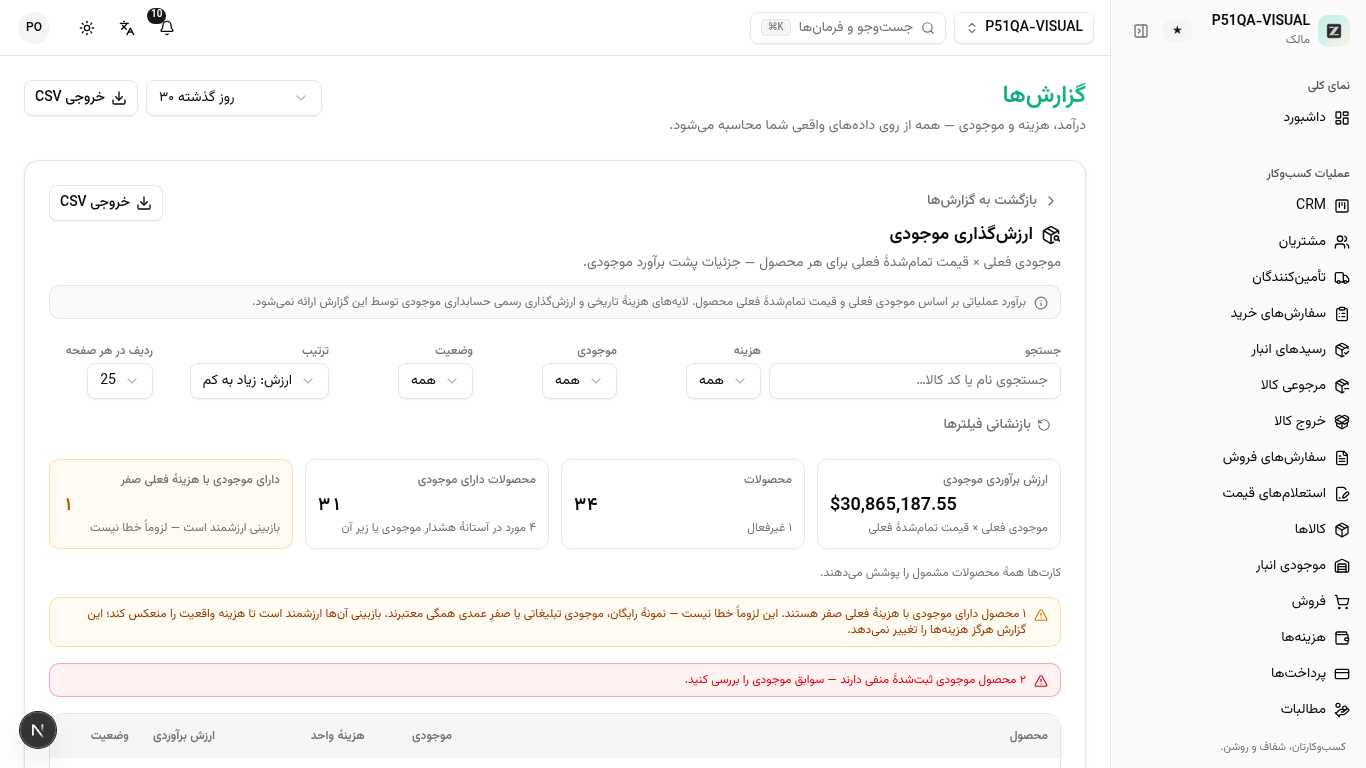 P51QA-VISUAL
مالک
نمای کلی
داشبورد
عملیات کسب‌وکار
CRM
مشتریان
تأمین‌کنندگان
سفارش‌های خرید
رسیدهای انبار
مرجوعی کالا
خروج کالا
سفارش‌های فروش
استعلام‌های قیمت
کالاها
موجودی انبار
فروش
هزینه‌ها
پرداخت‌ها
مطالبات
کسب‌وکارتان، شفاف و روشن.
P51QA-VISUAL
جست‌وجو و فرمان‌ها ⌘K
10
PO
گزارش‌ها
درآمد، هزینه و موجودی — همه از روی داده‌های واقعی شما محاسبه می‌شود.
روز گذشته ۳۰
خروجی CSV
بازگشت به گزارش‌ها
خروجی CSV
ارزش‌گذاری موجودی
موجودی فعلی × قیمت تمام‌شدهٔ فعلی برای هر محصول — جزئیات پشت برآورد موجودی.
برآورد عملیاتی بر اساس موجودی فعلی و قیمت تمام‌شدهٔ فعلی محصول. لایه‌های هزینهٔ تاریخی و ارزش‌گذاری رسمی حسابداری موجودی توسط این گزارش ارائه نمی‌شود.
جستجو هزینه موجودی وضعیت ترتیب ردیف در هر صفحه
جستجوی نام یا کد کالا... همه همه همه ارزش: زیاد به کم 25
بازنشانی فیلترها
ارزش برآوردی موجودی
$30,865,187.55
موجودی فعلی × قیمت تمام‌شدهٔ فعلی
محصولات
۳۴
۱ غیرفعال
محصولات دارای موجودی
۳۱
۴ مورد در آستانهٔ هشدار موجودی یا زیر آن
دارای موجودی با هزینهٔ فعلی صفر
۱
بازبینی ارزشمند است — لزوماً خطا نیست
کارت‌ها همهٔ محصولات مشمول را پوشش می‌دهند.
۱ محصول دارای موجودی با هزینهٔ فعلی صفر هستند. این لزوماً خطا نیست — نمونهٔ رایگان، موجودی تبلیغاتی یا صفرِ عمدی همگی معتبرند. بازبینی آن‌ها ارزشمند است تا هزینه واقعیت را منعکس کند؛ این
گزارش هرگز هزینه‌ها را تغییر نمی‌دهد.
۲ محصول موجودی ثبت‌شدهٔ منفی دارند — سوابق موجودی را بررسی کنید.
محصول موجودی هزینهٔ واحد ارزش برآوردی وضعیت